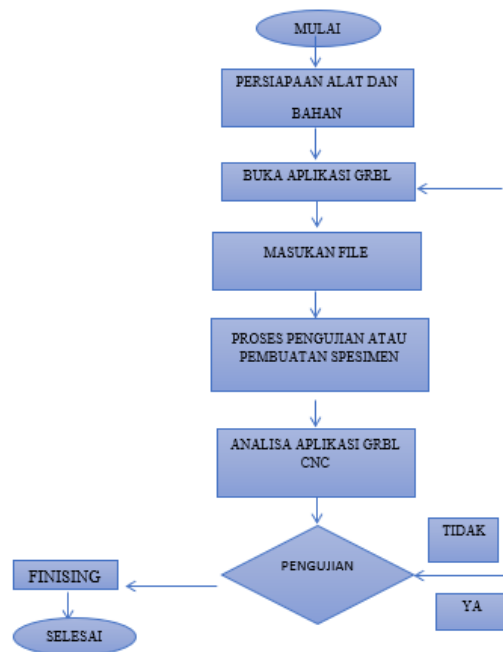 MULAI
PERSIAPAAN ALAT DAN
BAHAN
BUKA APLIKASI GRBL
MASUKAN FILE
PROSES PENGUJIAN ATAU
PEMBUATAN SPESIMEN
ANALISA APLIKASI GRBL
CNC
PENGUJIAN
TIDAK
YA
FINISING
SELESAI